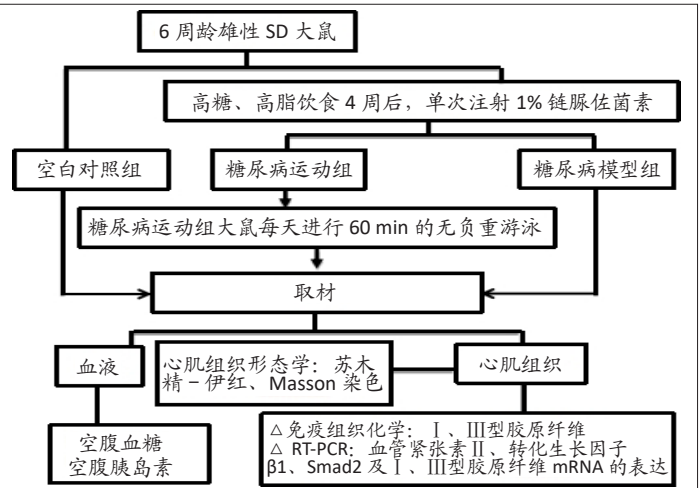 6 周龄雄性 SD 大鼠
高糖、高脂饮食 4 周后，单次注射 1% 链脲佐菌素
空白对照组
糖尿病运动组
糖尿病模型组
糖尿病运动组大鼠每天进行 60 min 的无负重游泳
取材
血液
心肌组织形态学：苏木
精－伊红、Masson 染色
心肌组织
空腹血糖
空腹胰岛素
△免疫组织化学：Ⅰ、Ⅲ型胶原纤维
△ RT-PCR：血管紧张素Ⅱ、转化生长因子
β1、Smad2 及Ⅰ、Ⅲ型胶原纤维 mRNA 的表达